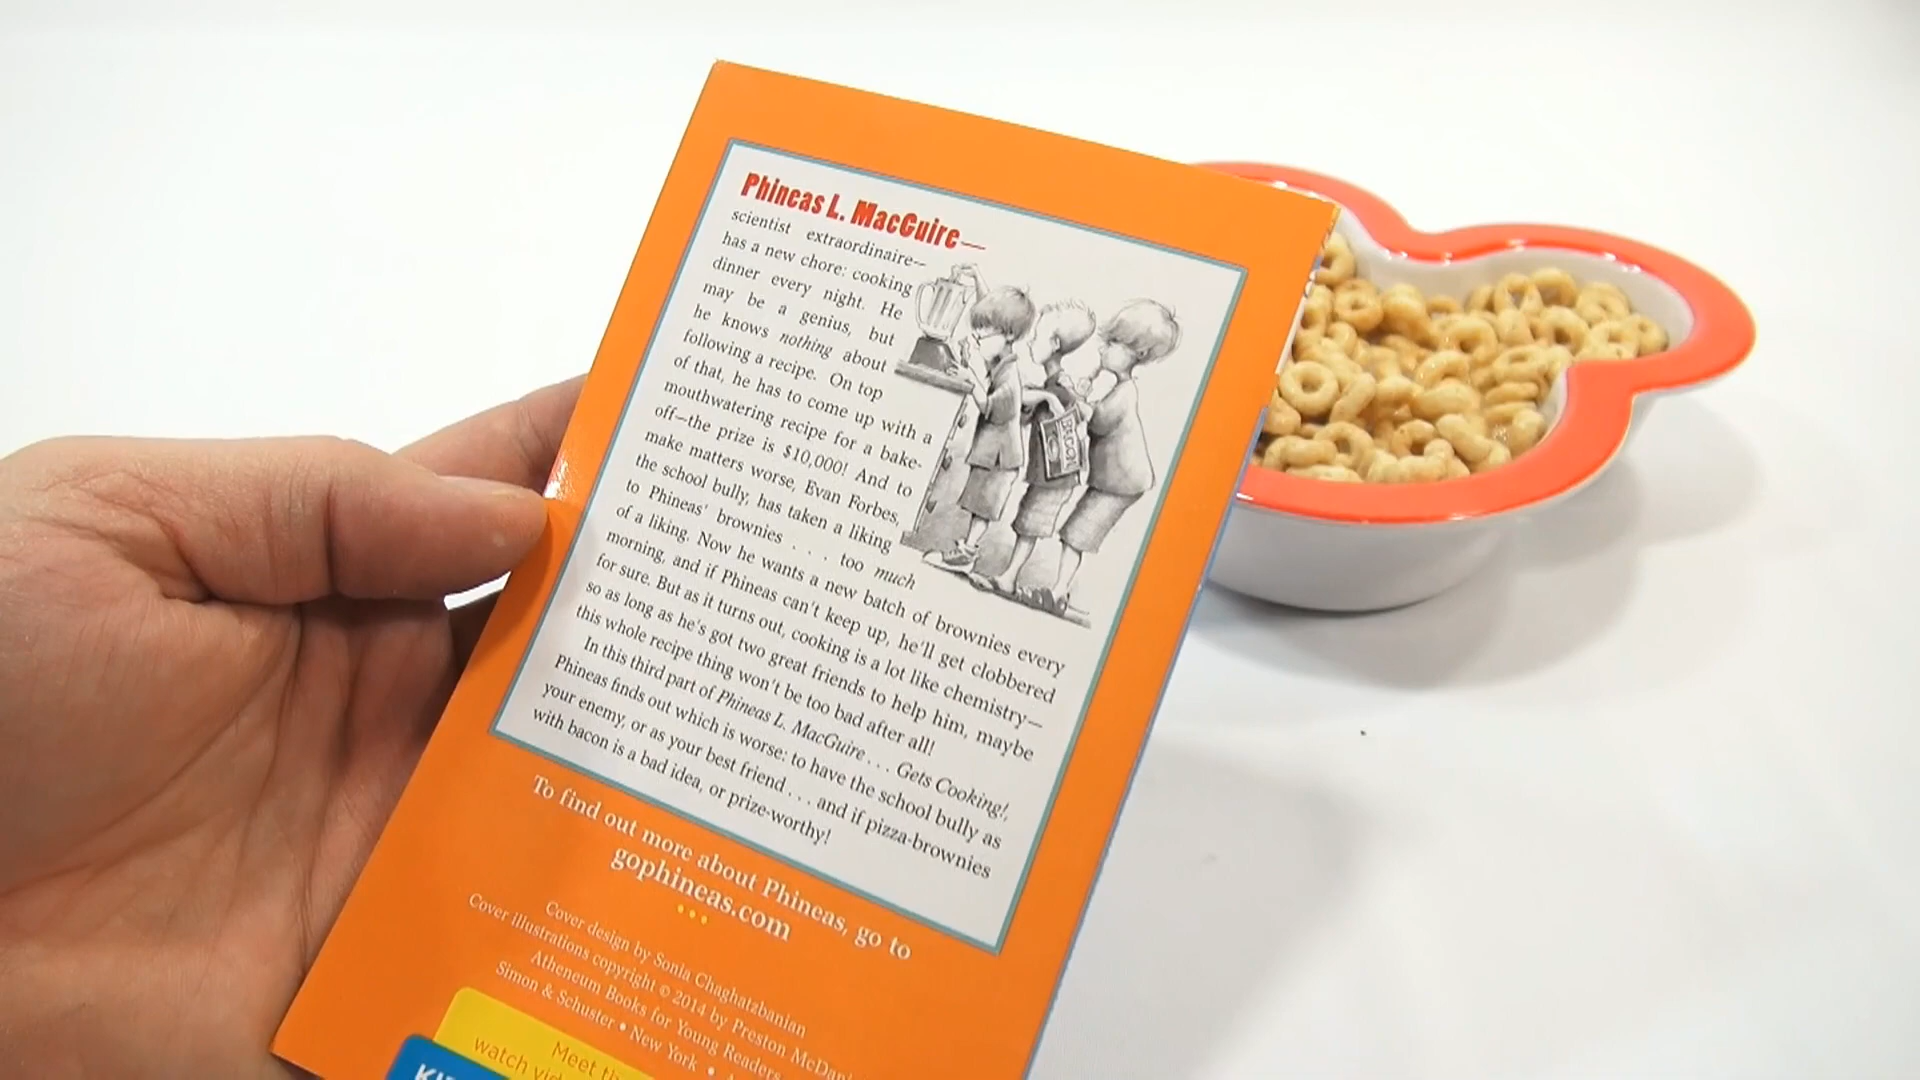 Phineas L. MacGuire—
scientist extraordinaire—
has a new chore: cooking
dinner every night. He
may be a genius, but
he knows nothing about
following a recipe. On top
of that, he has to come up with a
mouthwatering recipe for a bake-
off—the prize is $10,000! And to
make matters worse, Evan Forbes,
the school bully, has taken a liking
to Phineas' brownies . . . too much
of a liking. Now he wants a new batch of brownies every
morning, and if Phineas can't keep up, he'll get clobbered
for sure. But as it turns out, cooking is a lot like chemistry—
so as long as he's got two great friends to help him, maybe
this whole recipe thing won't be too bad after all!
In this third part of Phineas L. MacGuire . . . Gets Cooking!,
Phineas finds out which is worse: to have the school bully as
your enemy, or as your best friend . . . and if pizza-brownies
with bacon is a bad idea, or prize-worthy!
BACON
To find out more about Phineas, go to
gophineas.com
Cover design by Sonia Chaghatzbanian
Cover illustrations copyright © 2014 by Preston McDan
Atheneum Books for Young Readers
Simon & Schuster • New York •
Meet th
watch vid